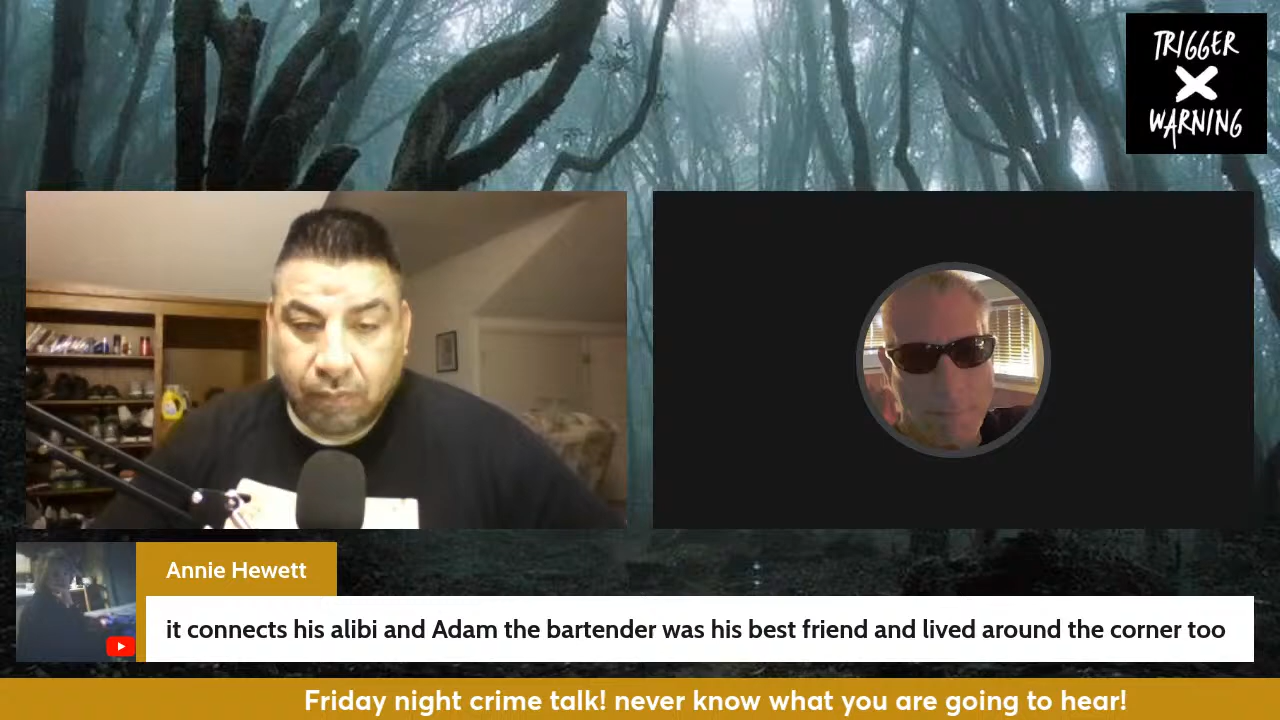 TRIGGER
WARNING
Annie Hewett
it connects his alibi and Adam the bartender was his best friend and lived around the corner too
Friday night crime talk! never know what you are going to hear!